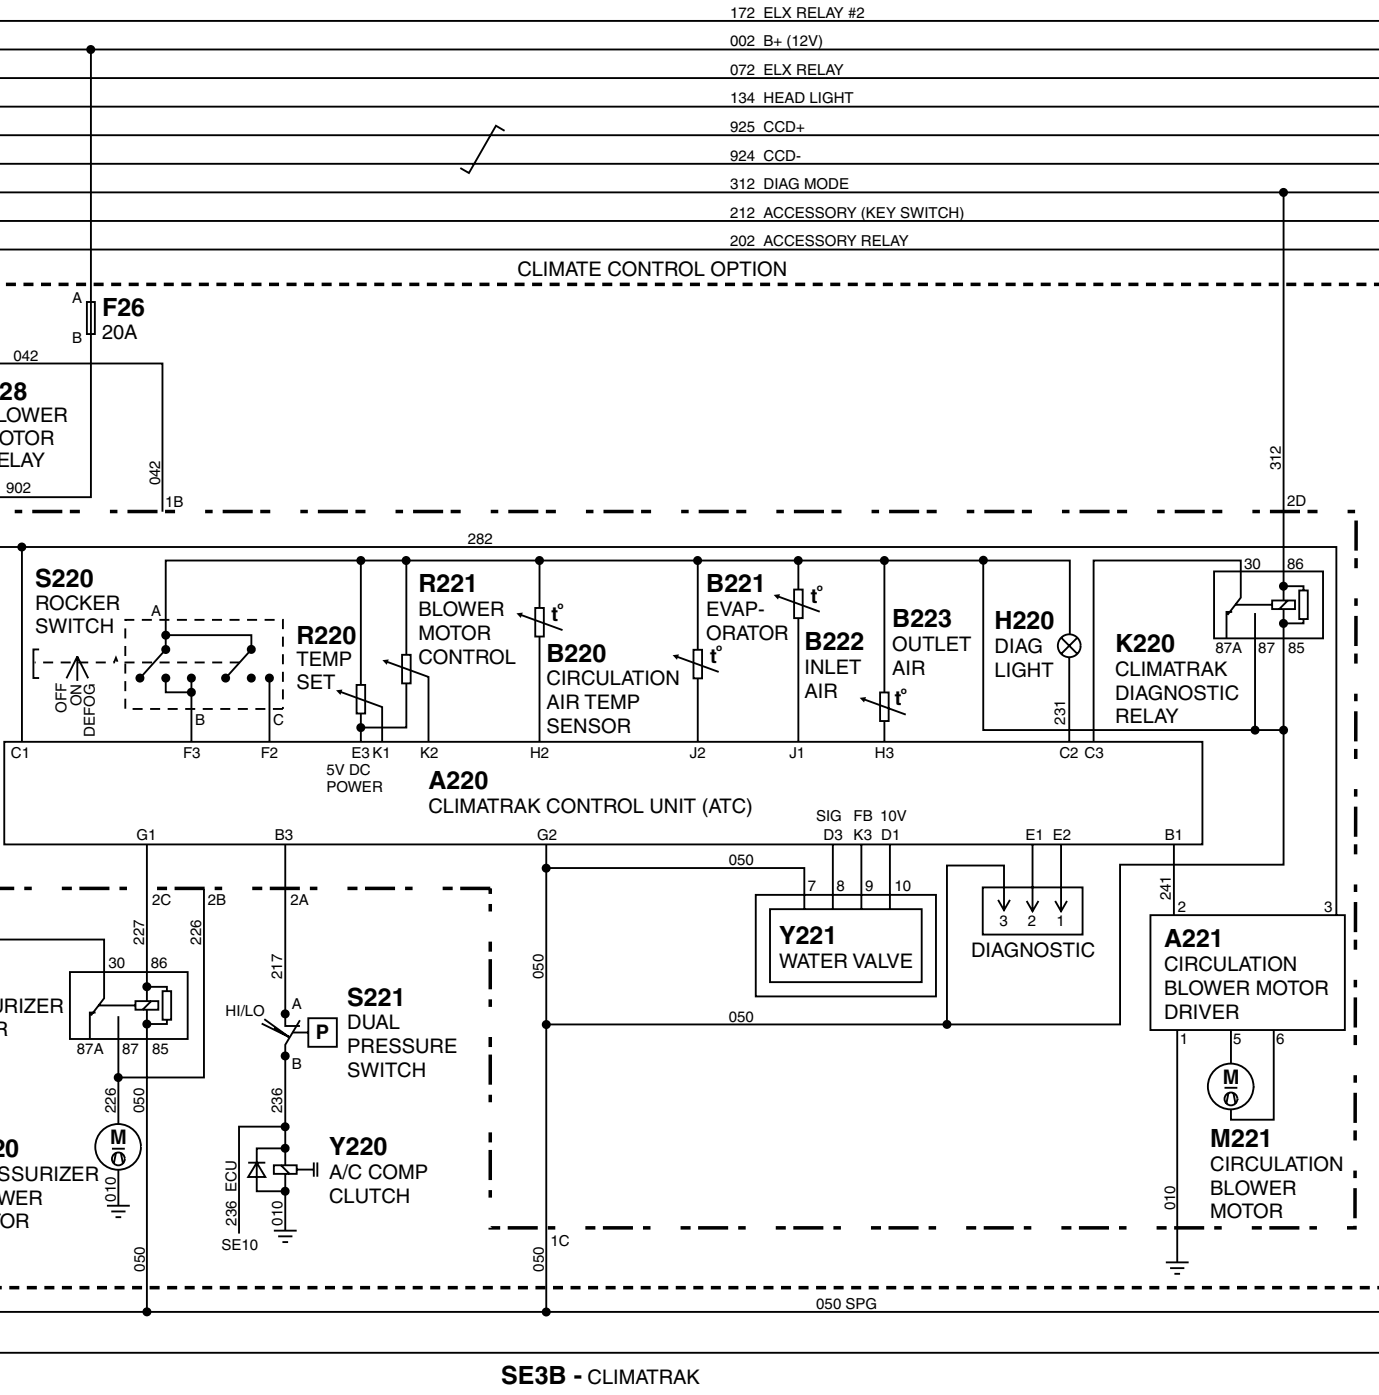 172 ELX RELAY #2
002 B+ (12V)
072 ELX RELAY
134 HEAD LIGHT
925 CCD+
924 CCD-
312 DIAG MODE
212 ACCESSORY (KEY SWITCH)
202 ACCESSORY RELAY
CLIMATE CONTROL OPTION
A
F26
20A
B
042
28
LOWER
OTOR
ELAY
902
042
1B
312
2D
282
S220
ROCKER
SWITCH
A
OFF
ON
DEFOG
B
C
R220
TEMP
SET
R221
BLOWER
MOTOR
CONTROL
t°
B220
CIRCULATION
AIR TEMP
SENSOR
B221
EVAP-
ORATOR
t°
t°
B222
INLET
AIR
B223
OUTLET
AIR
t°
H220
DIAG
LIGHT
231
K220
CLIMATRAK
DIAGNOSTIC
RELAY
30 86
87A 87 85
C1 F3 F2 E3 K1 K2 H2 J2 J1 H3 C2 C3
5V DC
POWER
A220
CLIMATRAK CONTROL UNIT (ATC)
SIG FB 10V
G1 B3 G2 D3 K3 D1 E1 E2 B1
050
7 8 9 10
Y221
WATER VALVE
3 2 1
DIAGNOSTIC
241
2 3
A221
CIRCULATION
BLOWER MOTOR
DRIVER
1 5 6
M
M221
CIRCULATION
BLOWER
MOTOR
010
2C 2B 2A
227
226
217
30 86
URIZER
R
87A 87 85
226
050
M
20
SSURIZER
WER
TOR
010
050
HI/LO
A
P
B
S221
DUAL
PRESSURE
SWITCH
236
Y220
A/C COMP
CLUTCH
236 ECU
010
SE10
050
050
050
1C
050 SPG
SE3B - CLIMATRAK